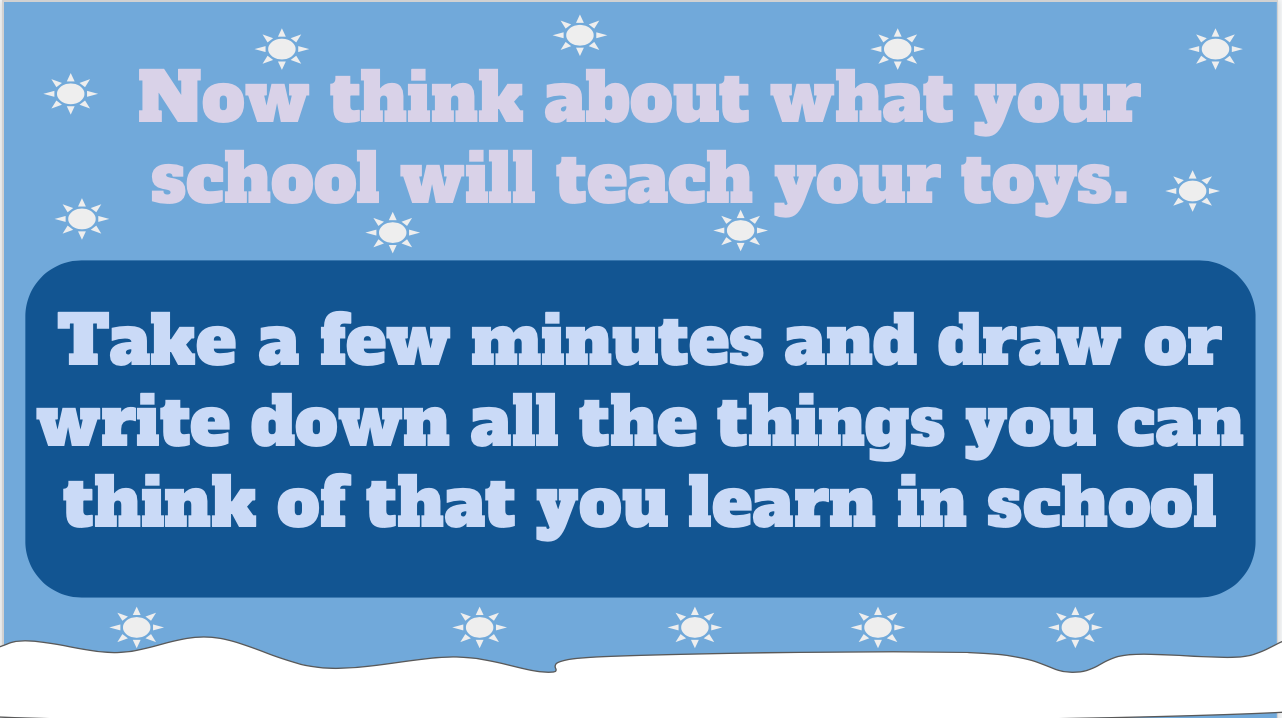 Now think about what your
school will teach your toys.
Take a few minutes and draw or
write down all the things you can
think of that you learn in school